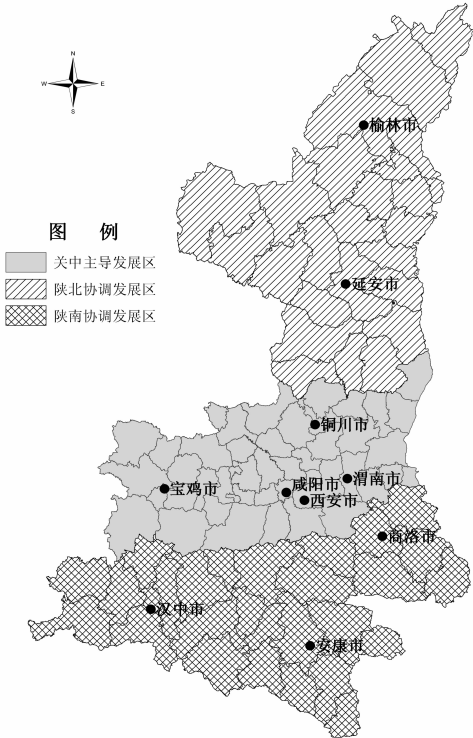 N
W E
S
榆林市
图 例
关中主导发展区
陕北协调发展区
陕南协调发展区
延安市
铜川市
渭南市
咸阳市
宝鸡市
西安市
商洛市
汉中市
安康市